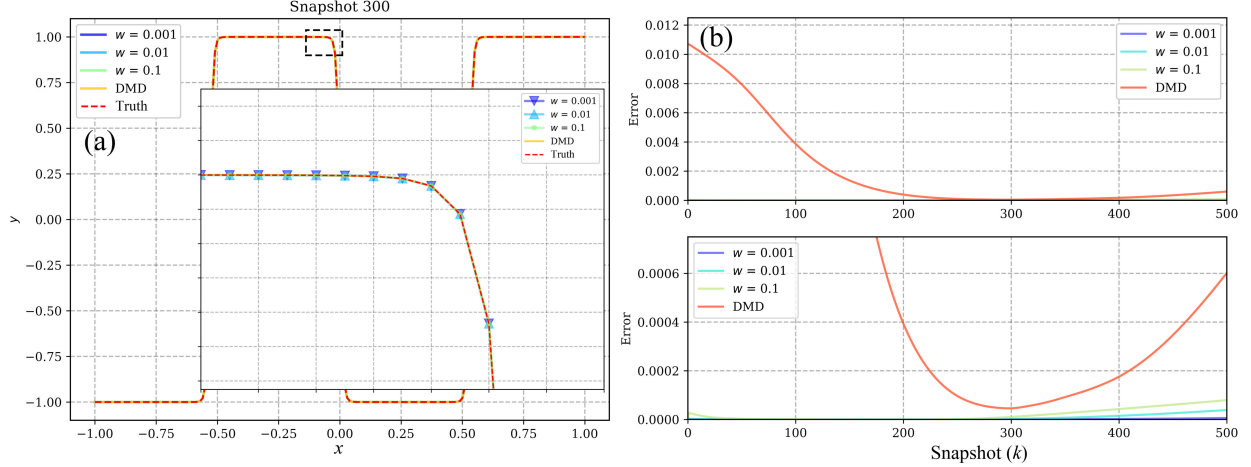 Snapshot 300
w = 0.001
w = 0.01
w = 0.1
DMD
Truth
(a)
w = 0.001
w = 0.01
w = 0.1
DMD
Truth
1.00
0.75
0.50
0.25
0.00
−0.25
−0.50
−0.75
−1.00
y
−1.00 −0.75 −0.50 −0.25 0.00 0.25 0.50 0.75 1.00
x
(b)
w = 0.001
w = 0.01
w = 0.1
DMD
0.012
0.010
0.008
0.006
0.004
0.002
0.000
Error
0 100 200 300 400 500
w = 0.001
w = 0.01
w = 0.1
DMD
0.0006
0.0004
0.0002
0.0000
Error
0 100 200 300 400 500
Snapshot (k)